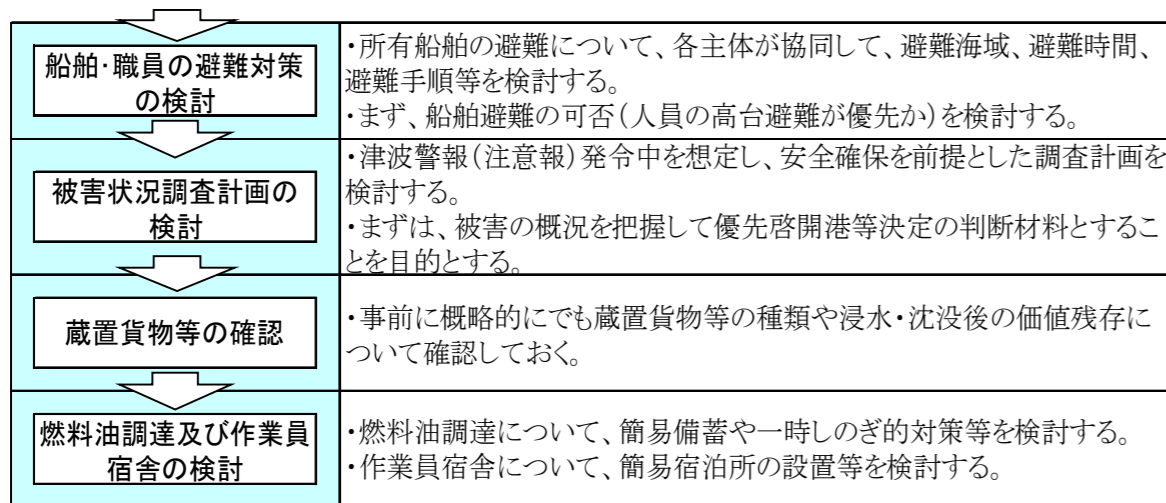 船舶・職員の避難対策
の検討
・所有船舶の避難について、各主体が協同して、避難海域、避難時間、
避難手順等を検討する。
・まず、船舶避難の可否(人員の高台避難が優先か)を検討する。
被害状況調査計画の
検討
・津波警報(注意報)発令中を想定し、安全確保を前提とした調査計画を
検討する。
・まずは、被害の概況を把握して優先啓開港等決定の判断材料とするこ
とを目的とする。
蔵置貨物等の確認
・事前に概略的にでも蔵置貨物等の種類や浸水・沈没後の価値残存に
ついて確認しておく。
燃料油調達及び作業員
宿舎の検討
・燃料油調達について、簡易備蓄や一時しのぎ的対策等を検討する。
・作業員宿舎について、簡易宿泊所の設置等を検討する。